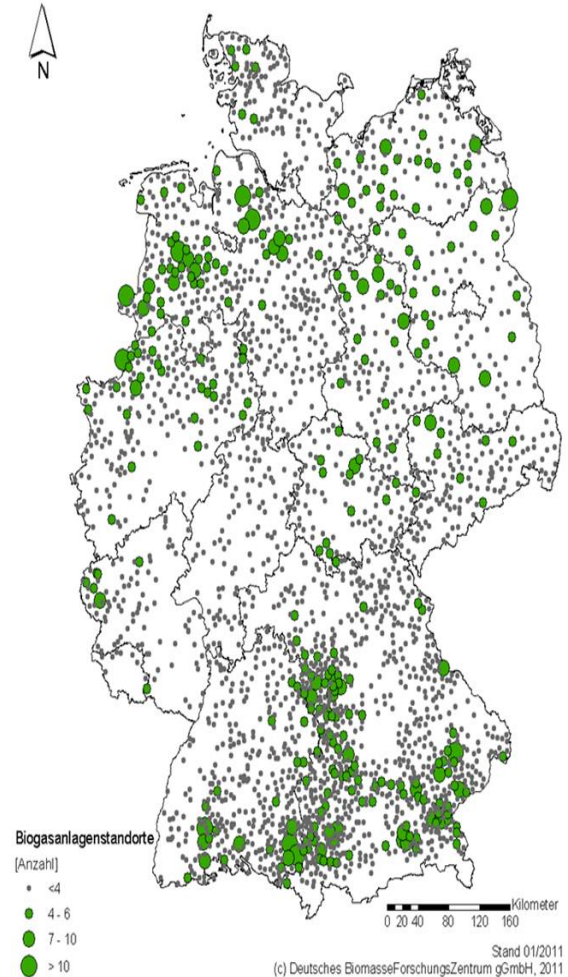 N
Biogasanlagenstandorte
[Anzahl]
<4
4 - 6
7 - 10
> 10
Kilometer
0 20 40 80 120 160
Stand 01/2011
(c) Deutsches BiomasseForschungsZentrum gGmbH, 2011